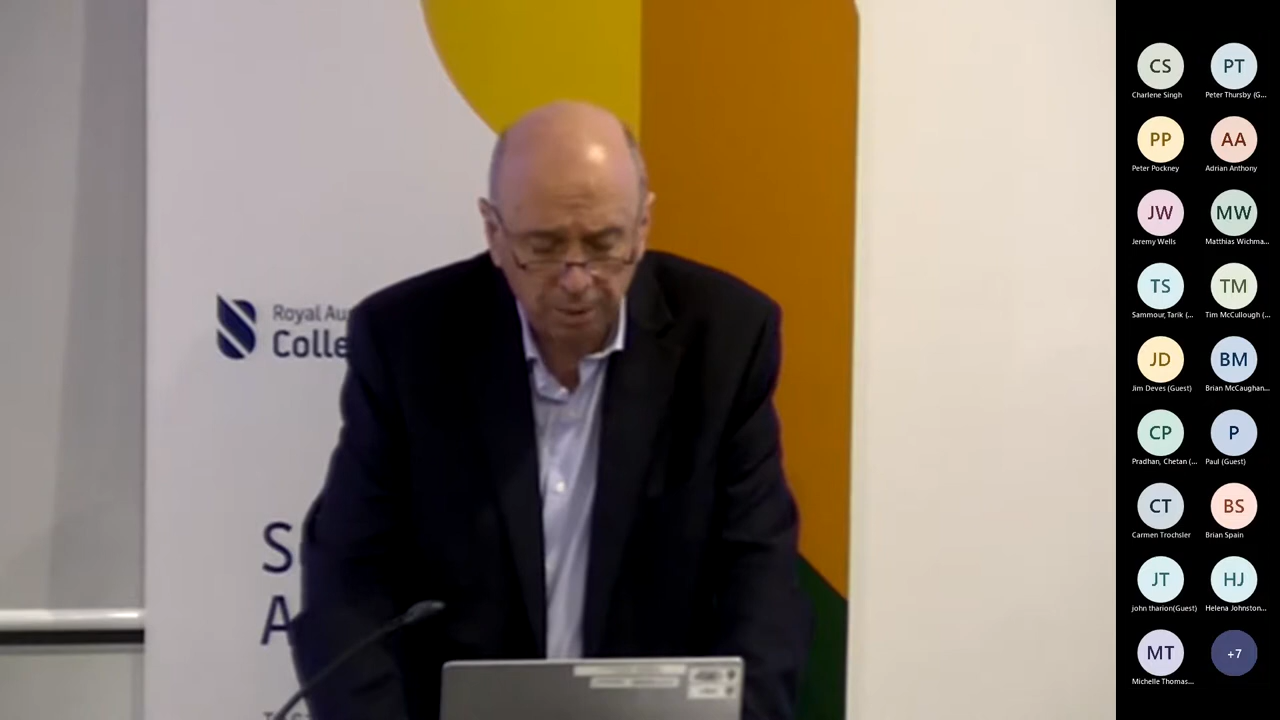 Royal Aus
Colle
S
A
CS
Charlene Singh
PT
Peter Thursby (G...
PP
Peter Pockney
AA
Adrian Anthony
JW
Jeremy Wells
MW
Matthias Wichma...
TS
Sammour, Tarik (...
TM
Tim McCullough (...
JD
Jim Deves (Guest)
BM
Brian McCaughan...
CP
Pradhan, Chetan (...
P
Paul (Guest)
CT
Carmen Trochsler
BS
Brian Spain
JT
john tharion(Guest)
HJ
Helena Johnston...
MT
Michelle Thomas...
+7